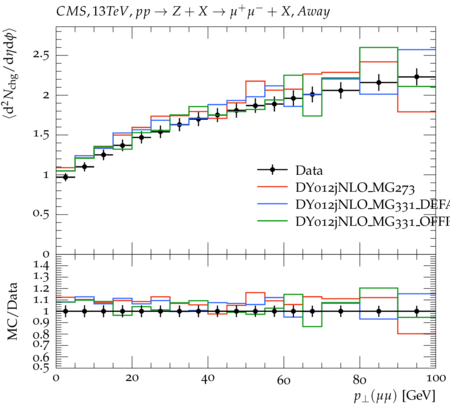 CMS, 13TeV, pp → Z + X → μ⁺μ⁻ + X, Away
⟨d²N_chg/dηdϕ⟩
2.5
2
1.5
1
0.5
0
Data
DY012jNLO_MG273
DY012jNLO_MG331_DEFA
DY012jNLO_MG331_OFFI
MC/Data
1.4
1.3
1.2
1.1
1
0.9
0.8
0.7
0.6
0.5
0 20 40 60 80 100
p⊥(μμ) [GeV]